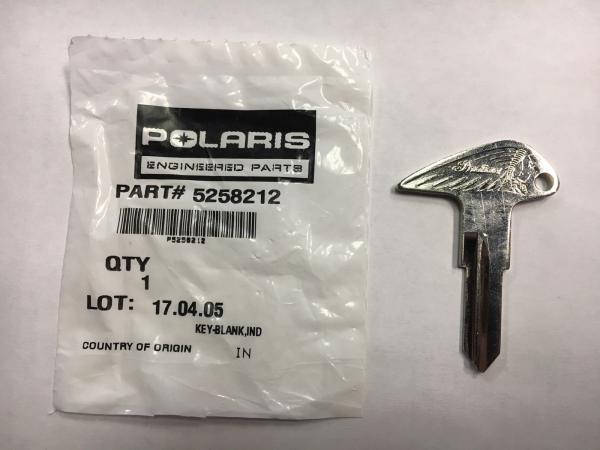 POLARIS
ENGINEERED PARTS
PART# 5258212
P5258212
QTY
1
LOT: 17.04.05
KEY-BLANK,IND
COUNTRY OF ORIGIN IN
Indian